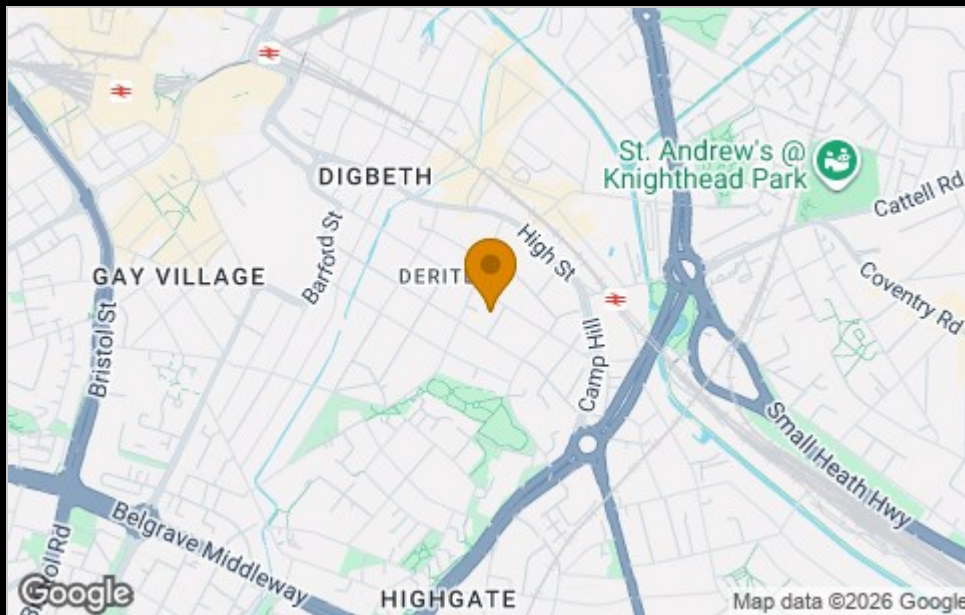 St. Andrew's @
Knighthead Park
DIGBETH
Cattell Rd
Barford St
High St
DERITE
GAY VILLAGE
Coventry Rd
Bristol St
Camp Hill
Small Heath Hwy
Belgrave Middleway
Google
HIGHGATE
Map data ©2026 Google